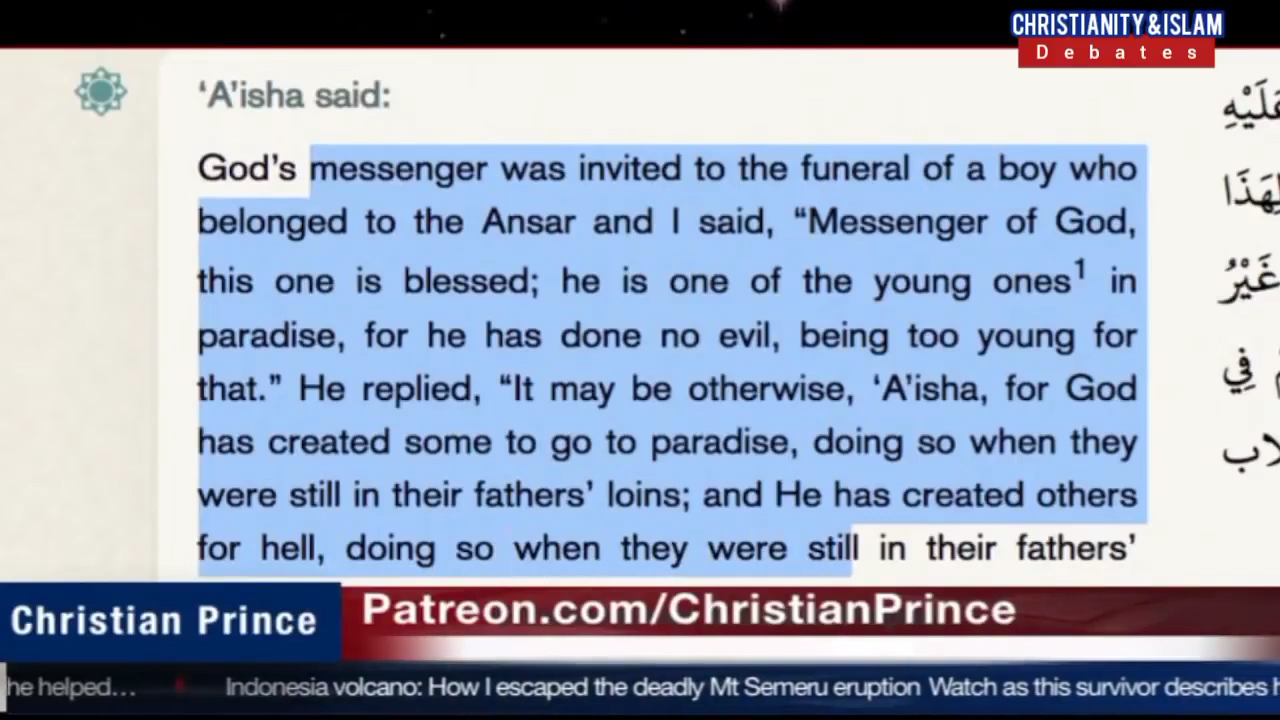 CHRISTIANITY & ISLAM
Debates
‘A’isha said:
God’s messenger was invited to the funeral of a boy who
belonged to the Ansar and I said, “Messenger of God,
this one is blessed; he is one of the young ones¹ in
paradise, for he has done no evil, being too young for
that.” He replied, “It may be otherwise, ‘A’isha, for God
has created some to go to paradise, doing so when they
were still in their fathers’ loins; and He has created others
for hell, doing so when they were still in their fathers’
غَيْرُ
فِي
Christian Prince
Patreon.com/ChristianPrince
he helped...
Indonesia volcano: How I escaped the deadly Mt Semeru eruption Watch as this survivor describes